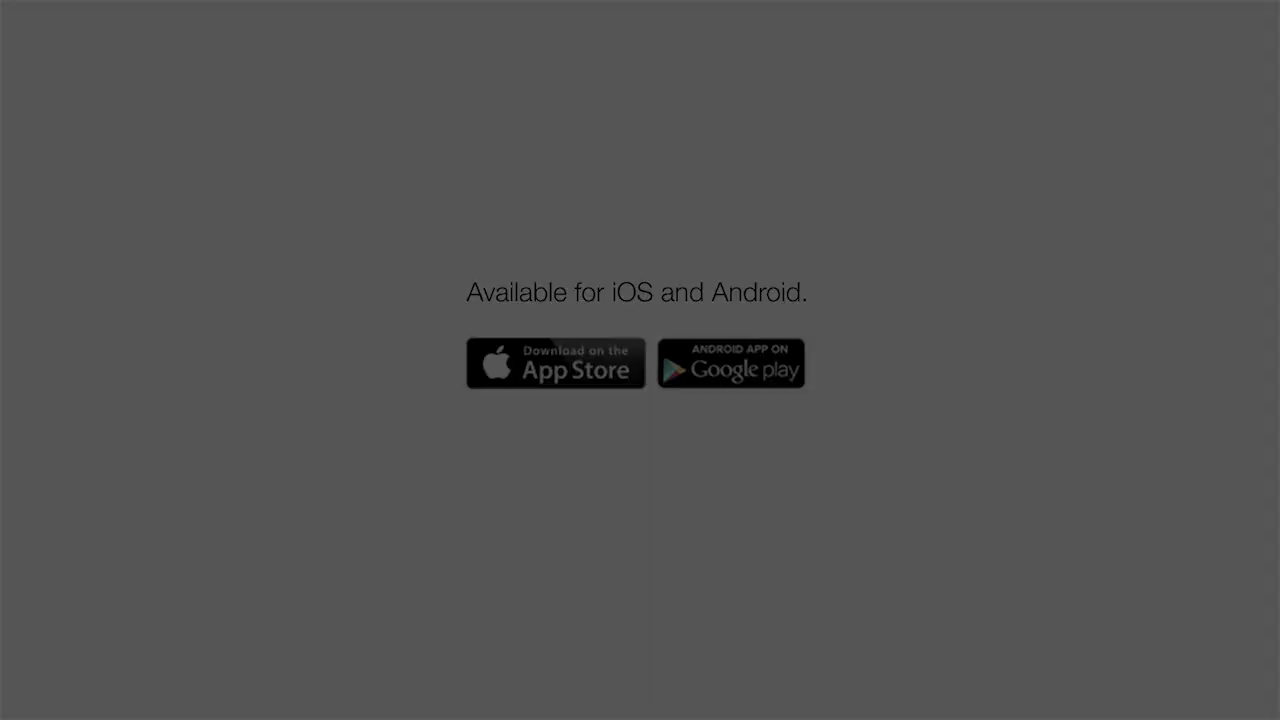 Available for iOS and Android.
Download on the
App Store
ANDROID APP ON
Google play